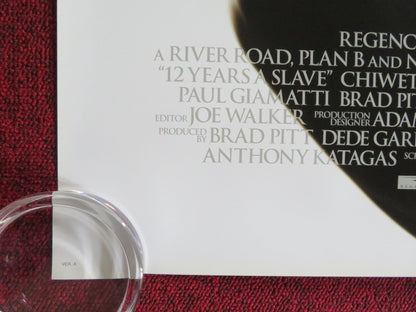 REGENC
A RIVER ROAD, PLAN B AND N
"12 YEARS A SLAVE" CHIWET
PAUL GIAMATTI BRAD PIT
EDITOR JOE WALKER PRODUCTION DESIGNER ADAM
PRODUCED BY BRAD PITT DEDE GAR
ANTHONY KATAGAS SC
VER. A